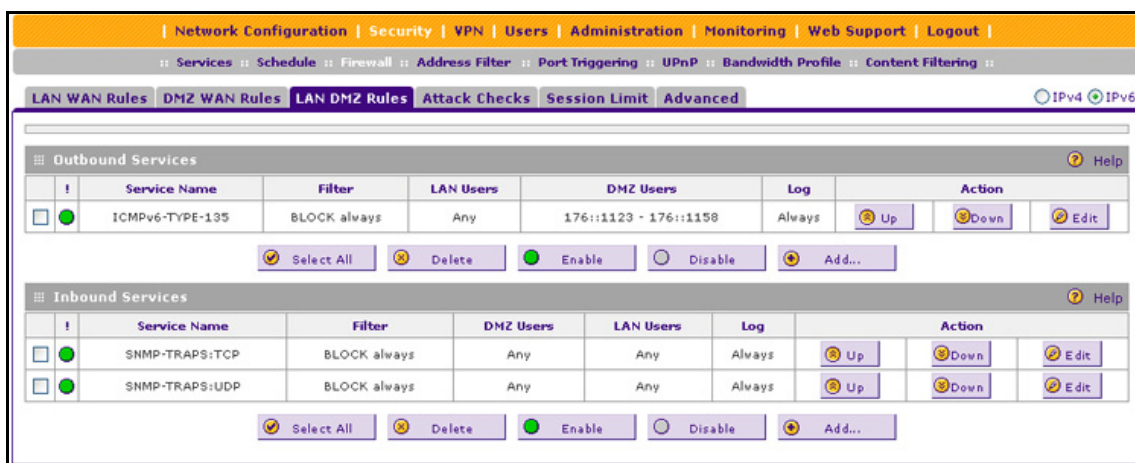 | Network Configuration | Security | VPN | Users | Administration | Monitoring | Web Support | Logout |
:: Services :: Schedule :: Firewall :: Address Filter :: Port Triggering :: UPnP :: Bandwidth Profile :: Content Filtering ::
LAN WAN Rules DMZ WAN Rules LAN DMZ Rules Attack Checks Session Limit Advanced IPv4 IPv6
Outbound Services ? Help
! Service Name Filter LAN Users DMZ Users Log Action
ICMPv6-TYPE-135 BLOCK always Any 176::1123 - 176::1158 Always Up Down Edit
Select All Delete Enable Disable Add...
Inbound Services ? Help
! Service Name Filter DMZ Users LAN Users Log Action
SNMP-TRAPS:TCP BLOCK always Any Any Always Up Down Edit
SNMP-TRAPS:UDP BLOCK always Any Any Always Up Down Edit
Select All Delete Enable Disable Add...